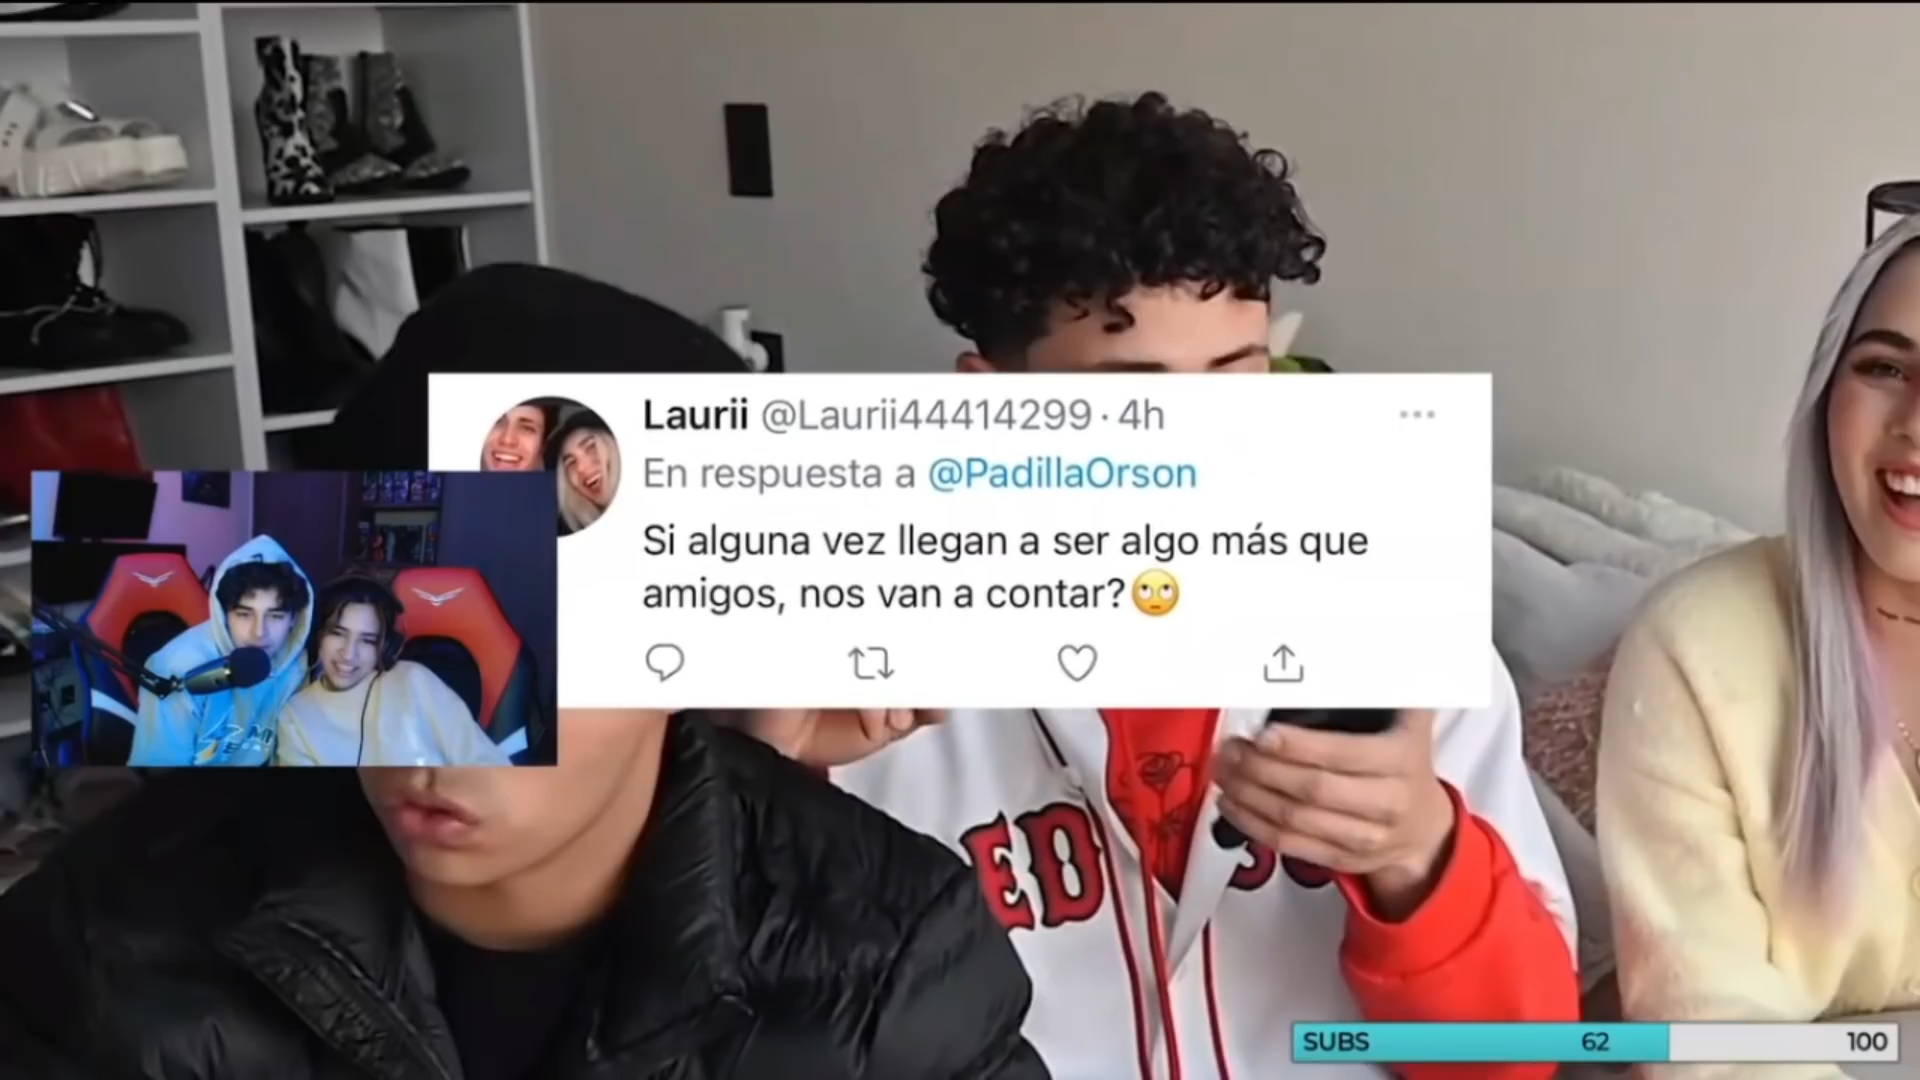 Laurii @Laurii44414299 · 4h
En respuesta a @PadillaOrson
Si alguna vez llegan a ser algo más que
amigos, nos van a contar?🙄
ED
SUBS 62 100